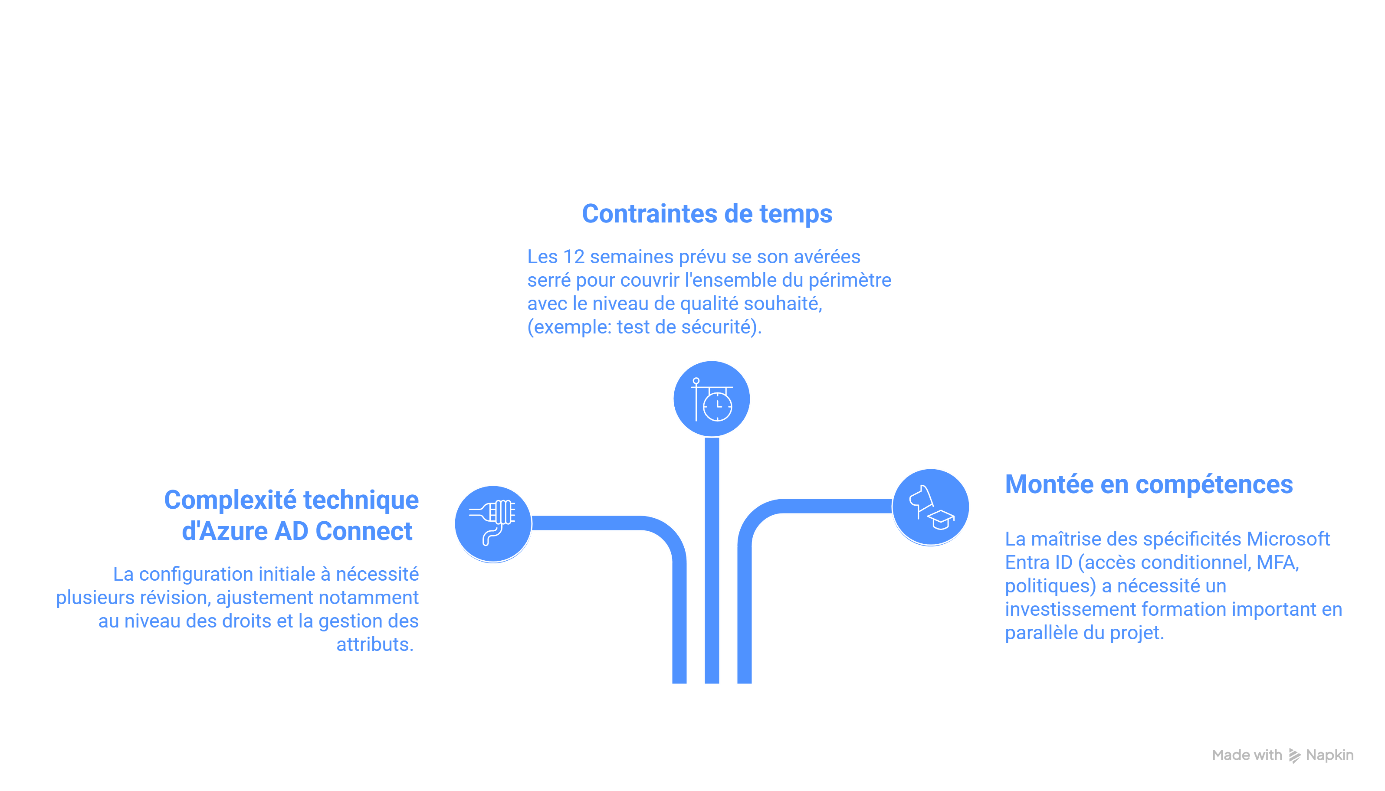 Contraintes de temps
Les 12 semaines prévu se son avérées
serré pour couvrir l'ensemble du périmètre
avec le niveau de qualité souhaité,
(exemple: test de sécurité).
Complexité technique
d'Azure AD Connect
La configuration initiale à nécessité
plusieurs révision, ajustement notamment
au niveau des droits et la gestion des
attributs.
Montée en compétences
La maîtrise des spécificités Microsoft
Entra ID (accès conditionnel, MFA,
politiques) a nécessité un
investissement formation important en
parallèle du projet.
Made with Napkin